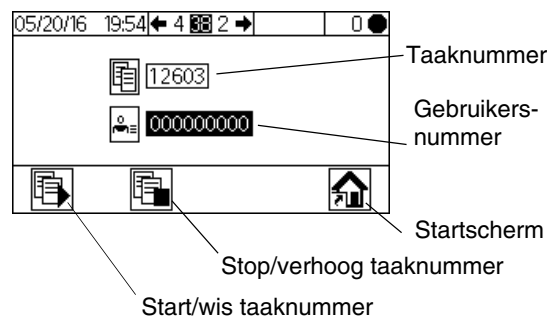 05/20/16 19:54 ← 4 38 2 → 0
12603
Taaknummer
000000000
Gebruikers-
nummer
Startscherm
Stop/verhoog taaknummer
Start/wis taaknummer